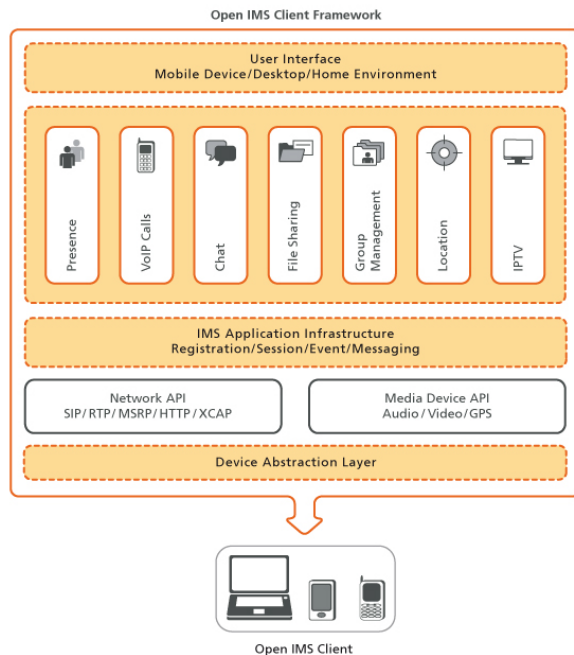 Open IMS Client Framework
User Interface
Mobile Device/Desktop/Home Environment
Presence
VoIP Calls
Chat
File Sharing
Group
Management
Location
IPTV
IMS Application Infrastructure
Registration/Session/Event/Messaging
Network API
SIP/RTP/MSRP/HTTP/XCAP
Media Device API
Audio/Video/GPS
Device Abstraction Layer
Open IMS Client